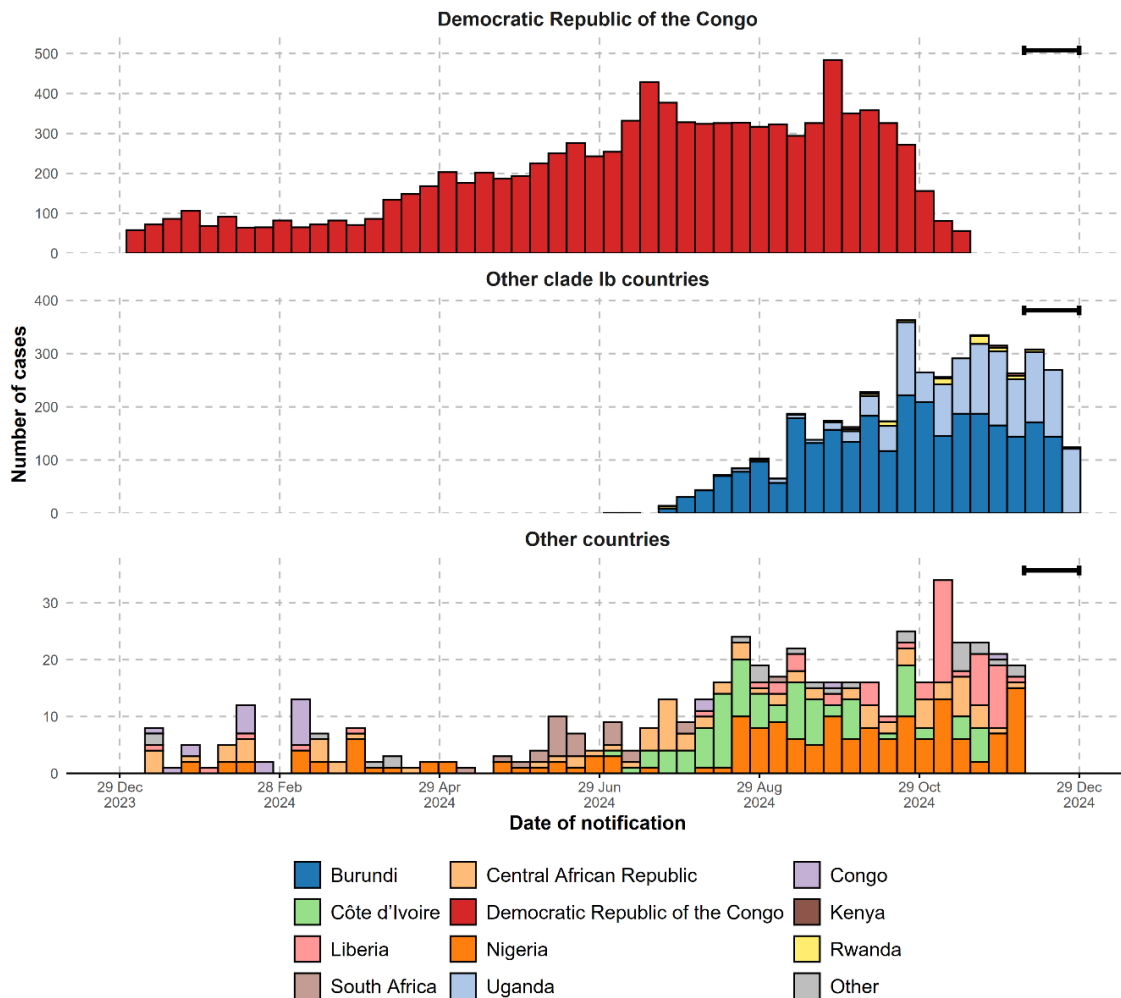 Democratic Republic of the Congo
500
400
300
200
100
0
Other clade Ib countries
400
300
200
100
0
Number of cases
Other countries
30
20
10
0
29 Dec 2023
28 Feb 2024
29 Apr 2024
29 Jun 2024
29 Aug 2024
29 Oct 2024
29 Dec 2024
Date of notification
Burundi
Central African Republic
Congo
Côte d’Ivoire
Democratic Republic of the Congo
Kenya
Liberia
Nigeria
Rwanda
South Africa
Uganda
Other